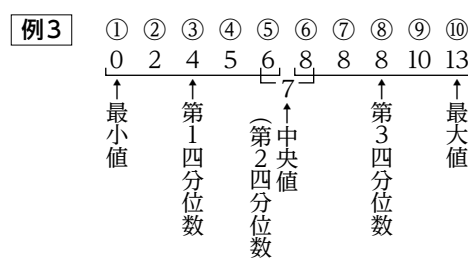 例3
① ② ③ ④ ⑤ ⑥ ⑦ ⑧ ⑨ ⑩
0 2 4 5 6 8 8 8 10 13
7
最小値
第1四分位数
中央値
(第2四分位数)
第3四分位数
最大値